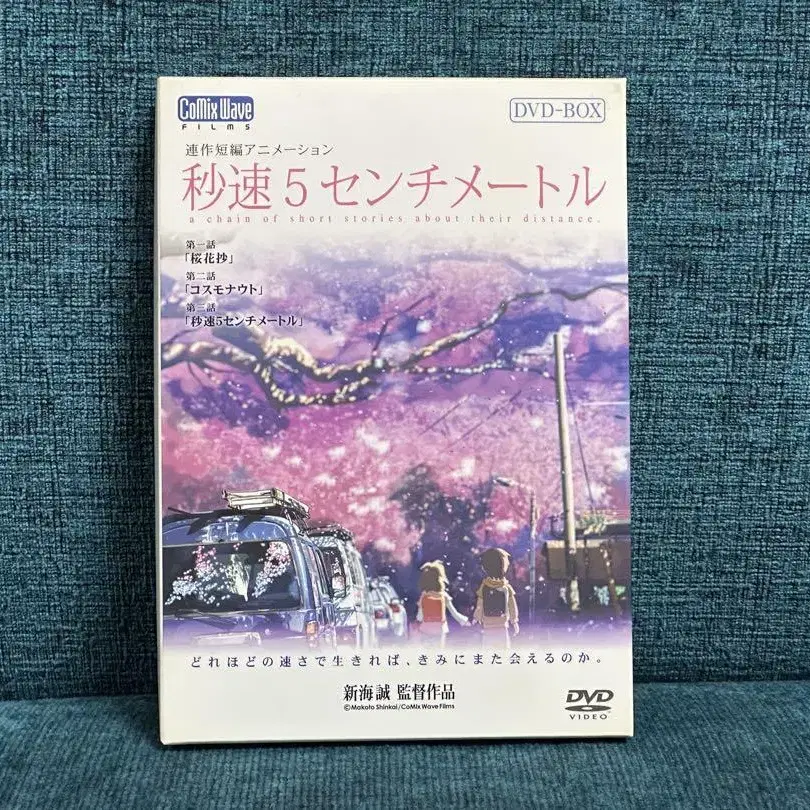 CoMix Wave
FILMS
DVD-BOX
連作短編アニメーション
秒速5センチメートル
a chain of short stories about their distance.
第一話
「桜花抄」
第二話
「コスモナウト」
第三話
「秒速5センチメートル」
どれほどの速さで生きれば、きみにまた会えるのか。
新海誠 監督作品
©Makoto Shinkai/CoMix Wave Films
DVD
VIDEO